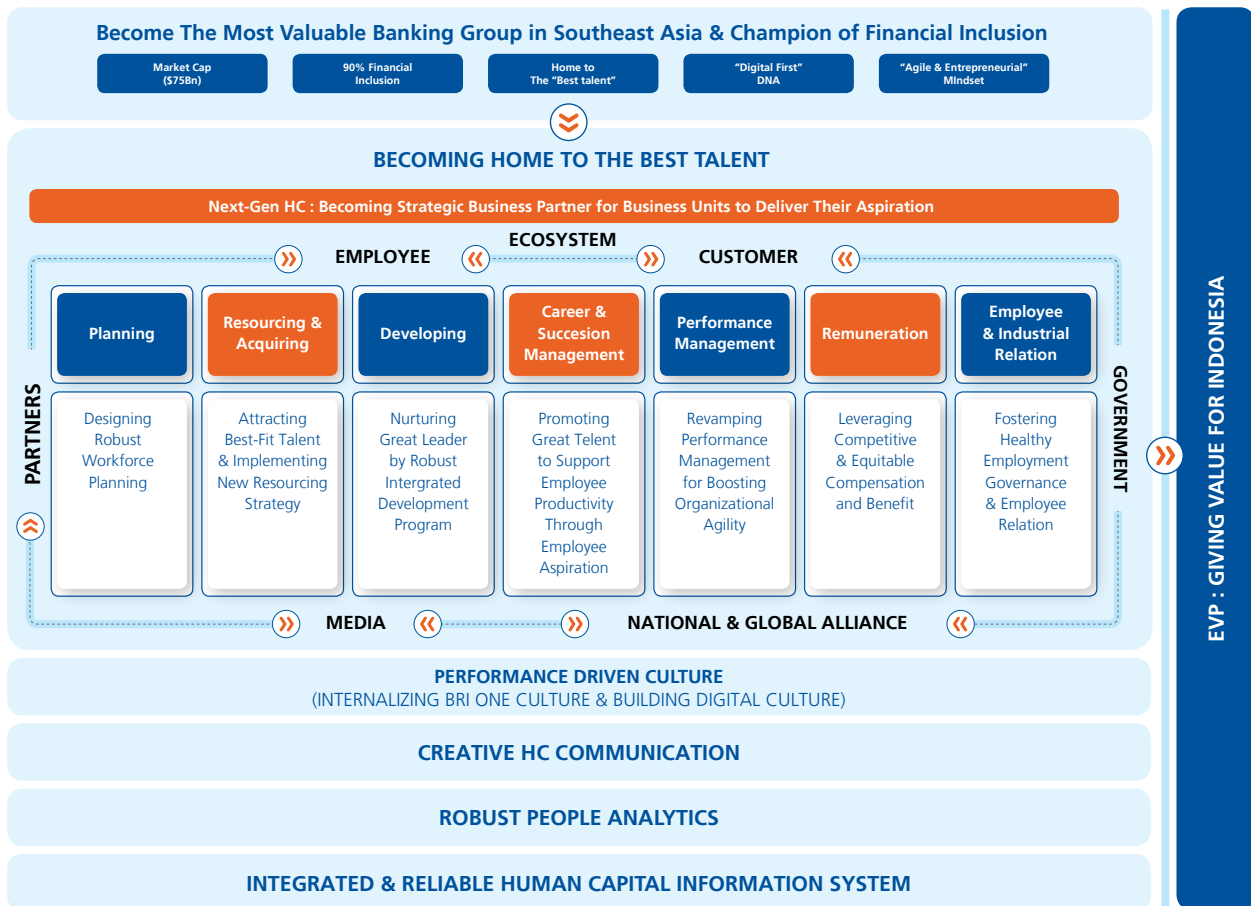 Become The Most Valuable Banking Group in Southeast Asia & Champion of Financial Inclusion
Market Cap
($75Bn)
90% Financial
Inclusion
Home to
The “Best talent”
“Digital First”
DNA
“Agile & Entrepreneurial”
MIndset
BECOMING HOME TO THE BEST TALENT
Next-Gen HC : Becoming Strategic Business Partner for Business Units to Deliver Their Aspiration
ECOSYSTEM
EMPLOYEE
CUSTOMER
PARTNERS
GOVERNMENT
Planning
Designing
Robust
Workforce
Planning
Resourcing &
Acquiring
Attracting
Best-Fit Talent
& Implementing
New Resourcing
Strategy
Developing
Nurturing
Great Leader
by Robust
Intergrated
Development
Program
Career &
Succesion
Management
Promoting
Great Telent
to Support
Employee
Productivity
Through
Employee
Aspiration
Performance
Management
Revamping
Performance
Management
for Boosting
Organizational
Agility
Remuneration
Leveraging
Competitive
& Equitable
Compensation
and Benefit
Employee
& Industrial
Relation
Fostering
Healthy
Employment
Governance
& Employee
Relation
MEDIA
NATIONAL & GLOBAL ALLIANCE
PERFORMANCE DRIVEN CULTURE
(INTERNALIZING BRI ONE CULTURE & BUILDING DIGITAL CULTURE)
CREATIVE HC COMMUNICATION
ROBUST PEOPLE ANALYTICS
INTEGRATED & RELIABLE HUMAN CAPITAL INFORMATION SYSTEM
EVP : GIVING VALUE FOR INDONESIA